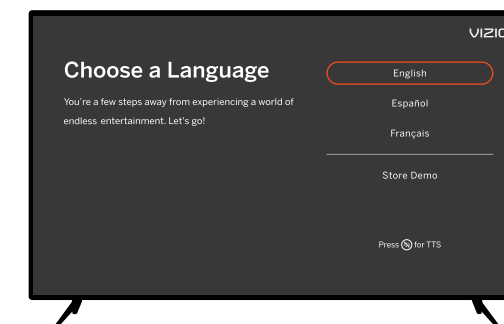 VIZIO
Choose a Language
You're a few steps away from experiencing a world of
endless entertainment. Let's go!
English
Español
Français
Store Demo
Press for TTS